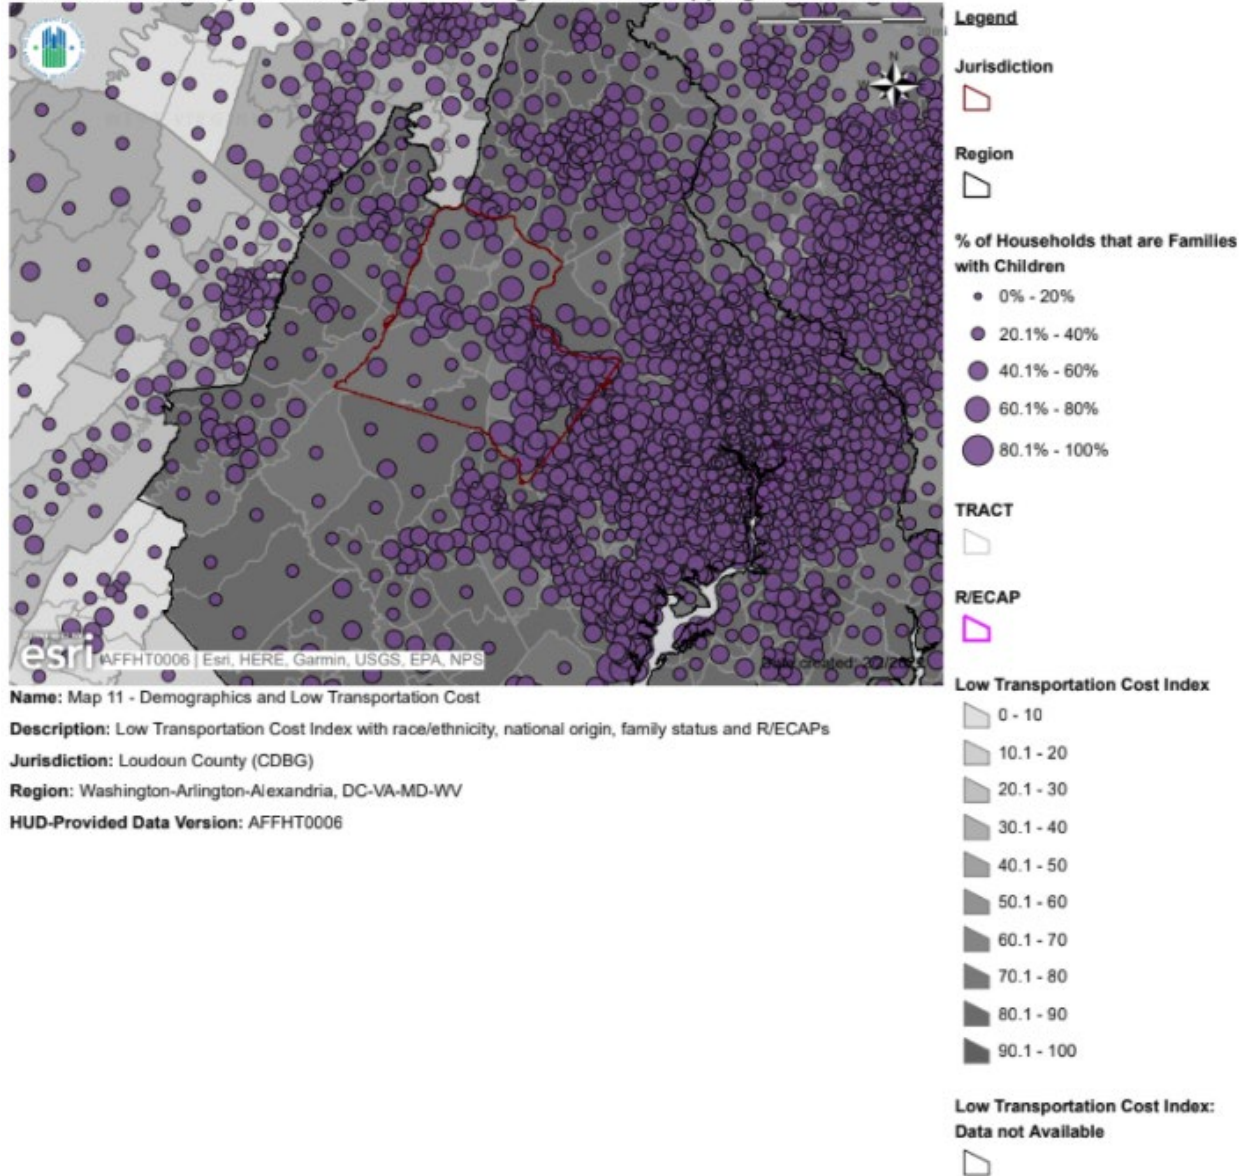 N
W
esri AFFHT0006 | Esri, HERE, Garmin, USGS, EPA, NPS
Name: Map 11 - Demographics and Low Transportation Cost
Description: Low Transportation Cost Index with race/ethnicity, national origin, family status and R/ECAPs
Jurisdiction: Loudoun County (CDBG)
Region: Washington-Arlington-Alexandria, DC-VA-MD-WV
HUD-Provided Data Version: AFFHT0006
Legend
Jurisdiction
Region
% of Households that are Families
with Children
0% - 20%
20.1% - 40%
40.1% - 60%
60.1% - 80%
80.1% - 100%
TRACT
R/ECAP
Low Transportation Cost Index
0 - 10
10.1 - 20
20.1 - 30
30.1 - 40
40.1 - 50
50.1 - 60
60.1 - 70
70.1 - 80
80.1 - 90
90.1 - 100
Low Transportation Cost Index:
Data not Available